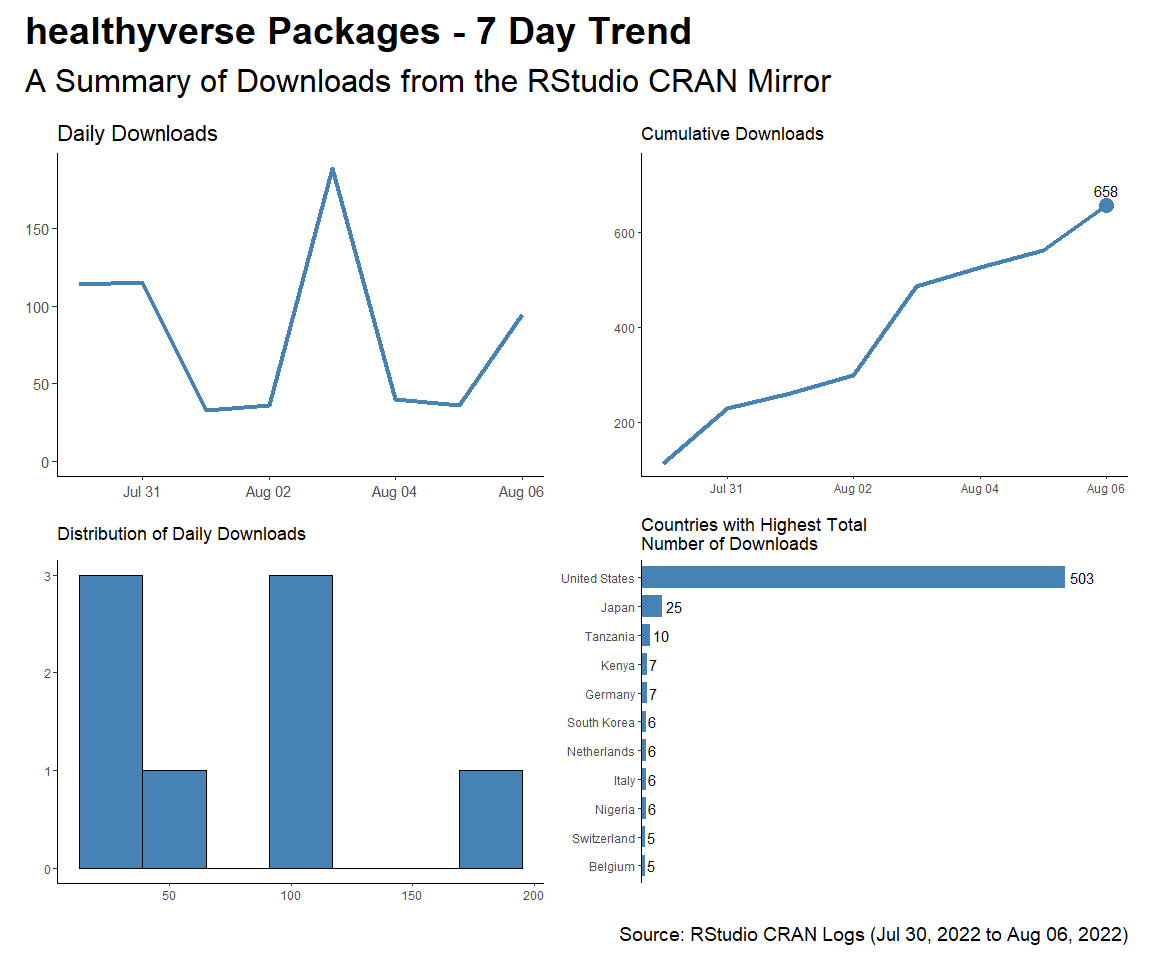 healthyverse Packages - 7 Day Trend
A Summary of Downloads from the RStudio CRAN Mirror
Daily Downloads
150
100
50
0
Jul 31 Aug 02 Aug 04 Aug 06
Cumulative Downloads
658
600
400
200
Jul 31 Aug 02 Aug 04 Aug 06
Distribution of Daily Downloads
3
2
1
0
50 100 150 200
Countries with Highest Total
Number of Downloads
United States 503
Japan 25
Tanzania 10
Kenya 7
Germany 7
South Korea 6
Netherlands 6
Italy 6
Nigeria 6
Switzerland 5
Belgium 5
Source: RStudio CRAN Logs (Jul 30, 2022 to Aug 06, 2022)